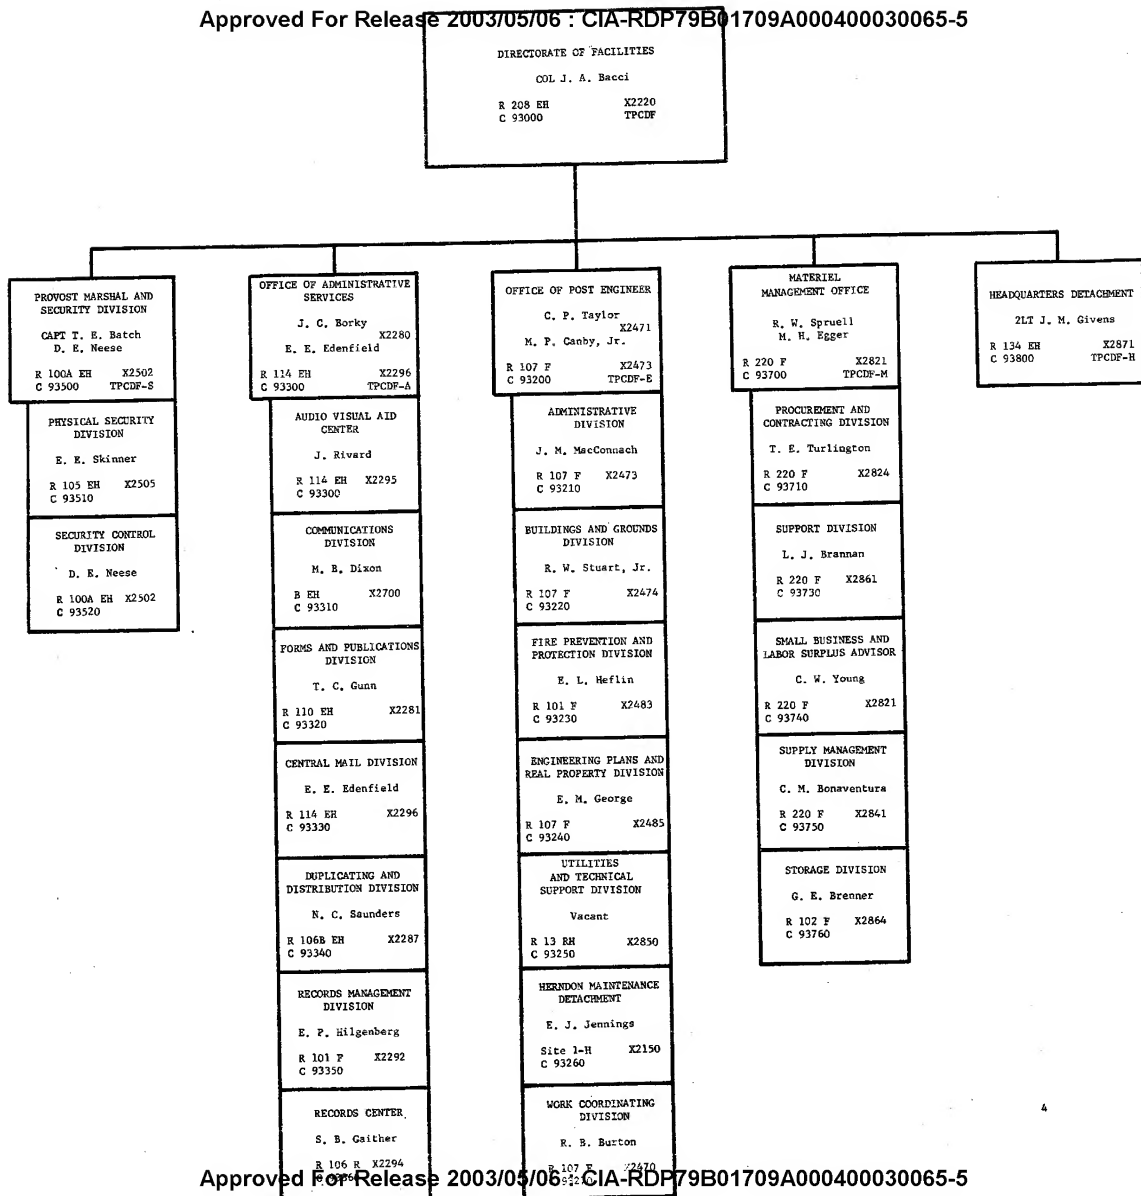 Approved For Release 2003/05/06 : CIA-RDP79B01709A000400030065-5
DIRECTORATE OF FACILITIES
COL J. A. Bacci
R 208 EH X2220
C 93000 TPCDF
PROVOST MARSHAL AND
SECURITY DIVISION
CAPT T. E. Batch
D. E. Neese
R 100A EH X2502
C 93500 TPCDF-S
PHYSICAL SECURITY
DIVISION
E. E. Skinner
R 105 EH X2505
C 93510
SECURITY CONTROL
DIVISION
D. E. Neese
R 100A EH X2502
C 93520
OFFICE OF ADMINISTRATIVE
SERVICES
J. C. Borky
X2280
E. E. Edenfield
R 114 EH X2296
C 93300 TPCDF-A
AUDIO VISUAL AID
CENTER
J. Rivard
R 114 EH X2295
C 93300
COMMUNICATIONS
DIVISION
M. B. Dixon
B EH X2700
C 93310
FORMS AND PUBLICATIONS
DIVISION
T. C. Gunn
R 110 EH X2281
C 93320
CENTRAL MAIL DIVISION
E. E. Edenfield
R 114 EH X2296
C 93330
DUPLICATING AND
DISTRIBUTION DIVISION
N. C. Saunders
R 106B EH X2287
C 93340
RECORDS MANAGEMENT
DIVISION
E. P. Hilgenberg
R 101 F X2292
C 93350
RECORDS CENTER
S. B. Gaither
R 106 R X2294
OFFICE OF POST ENGINEER
C. P. Taylor
X2471
M. P. Canby, Jr.
R 107 F X2473
C 93200 TPCDF-E
ADMINISTRATIVE
DIVISION
J. M. MacConnach
R 107 F X2473
C 93210
BUILDINGS AND GROUNDS
DIVISION
R. W. Stuart, Jr.
R 107 F X2474
C 93220
FIRE PREVENTION AND
PROTECTION DIVISION
E. L. Heflin
R 101 F X2483
C 93230
ENGINEERING PLANS AND
REAL PROPERTY DIVISION
E. M. George
R 107 F X2485
C 93240
UTILITIES
AND TECHNICAL
SUPPORT DIVISION
Vacant
R 13 RH X2850
C 93250
HERNDON MAINTENANCE
DETACHMENT
E. J. Jennings
Site 1-H X2150
C 93260
WORK COORDINATING
DIVISION
R. B. Burton
R 107 F X2470
MATERIEL
MANAGEMENT OFFICE
R. W. Spruell
M. H. Egger
R 220 F X2821
C 93700 TPCDF-M
PROCUREMENT AND
CONTRACTING DIVISION
T. E. Turlington
R 220 F X2824
C 93710
SUPPORT DIVISION
L. J. Brannan
R 220 F X2861
C 93730
SMALL BUSINESS AND
LABOR SURPLUS ADVISOR
C. W. Young
R 220 F X2821
C 93740
SUPPLY MANAGEMENT
DIVISION
C. M. Bonaventura
R 220 F X2841
C 93750
STORAGE DIVISION
G. E. Brenner
R 102 F X2864
C 93760
HEADQUARTERS DETACHMENT
2LT J. M. Givens
R 134 EH X2871
C 93800 TPCDF-H
4
Approved For Release 2003/05/06 : CIA-RDP79B01709A000400030065-5